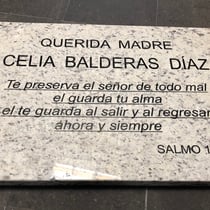 QUERIDA MADRE
CELIA BALDERAS DÍAZ
Te preserva el señor de todo mal
el guarda tu alma
el te guarda al salir y al regresar
ahora y siempre
SALMO 1